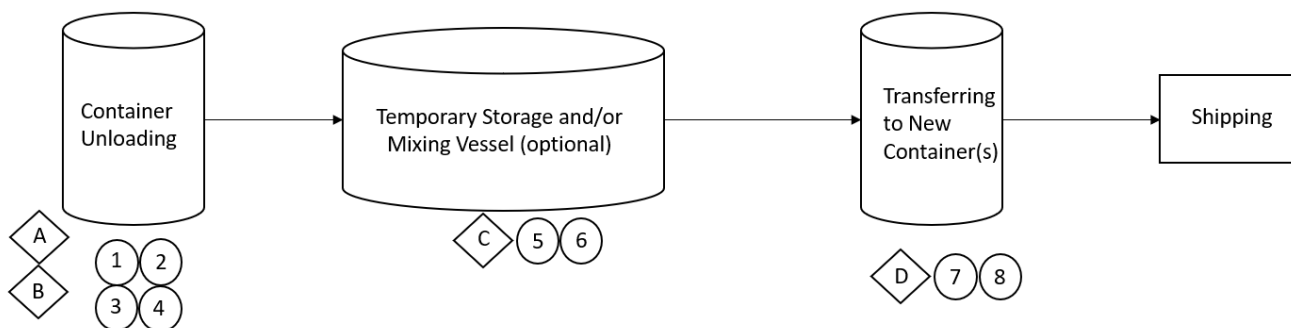 Container
Unloading
Temporary Storage and/or
Mixing Vessel (optional)
Transferring
to New
Container(s)
Shipping
A
B
1 2
3 4
C 5 6
D 7 8